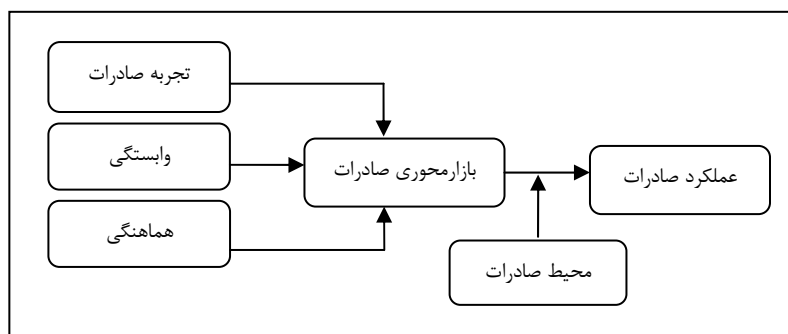 تجربه صادرات
وابستگی
بازارمحوری صادرات
عملکرد صادرات
هماهنگی
محیط صادرات